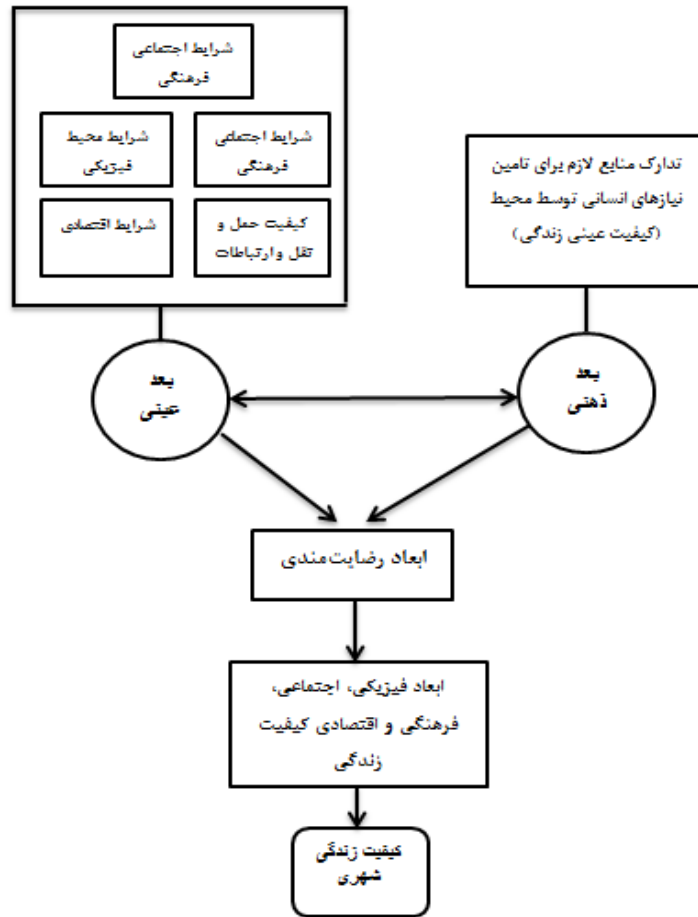 شرایط اجتماعی
فرهنگی
شرایط اجتماعی
فرهنگی
شرایط محیط
فیزیکی
کیفیت حمل و
تقل و ارتباطات
شرایط اقتصادی
تدارک منابع لازم برای تامین
نیازهای انسانی توسط محیط
(کیفیت عینی زندگی)
بعد
ذهنی
بعد
عینی
ابعاد رضایت‌مندی
ابعاد فیزیکی، اجتماعی،
فرهنگی و اقتصادی کیفیت
زندگی
کیفیت زندگی
شهری